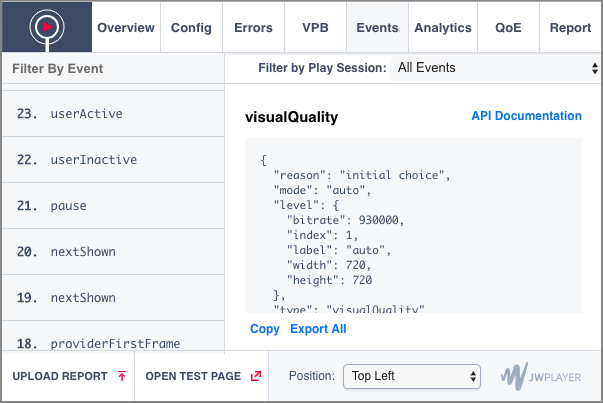 Overview Config Errors VPB Events Analytics QoE Report
Filter By Event
Filter by Play Session: All Events
23. userActive
22. userInactive
21. pause
20. nextShown
19. nextShown
18. providerFirstFrame
visualQuality API Documentation
{
"reason": "initial choice",
"mode": "auto",
"level": {
"bitrate": 930000,
"index": 1,
"label": "auto",
"width": 720,
"height": 720
},
"type": "visualQuality"
Copy Export All
UPLOAD REPORT OPEN TEST PAGE Position: Top Left JWPLAYER